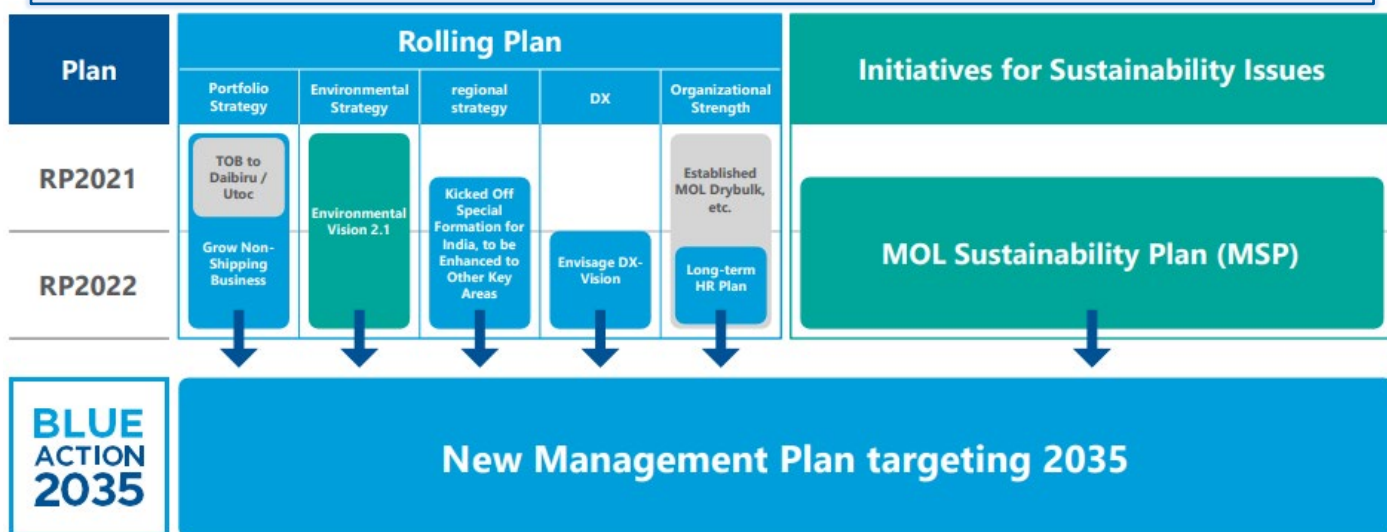 Plan
Rolling Plan
Initiatives for Sustainability Issues
Portfolio
Strategy
Environmental
Strategy
regional
strategy
DX
Organizational
Strength
RP2021
TOB to
Daibiru /
Utoc
Grow Non-
Shipping
Business
Environmental
Vision 2.1
Kicked Off
Special
Formation for
India, to be
Enhanced to
Other Key
Areas
Envisage DX-
Vision
Established
MOL Drybulk,
etc.
Long-term
HR Plan
MOL Sustainability Plan (MSP)
RP2022
BLUE
ACTION
2035
New Management Plan targeting 2035